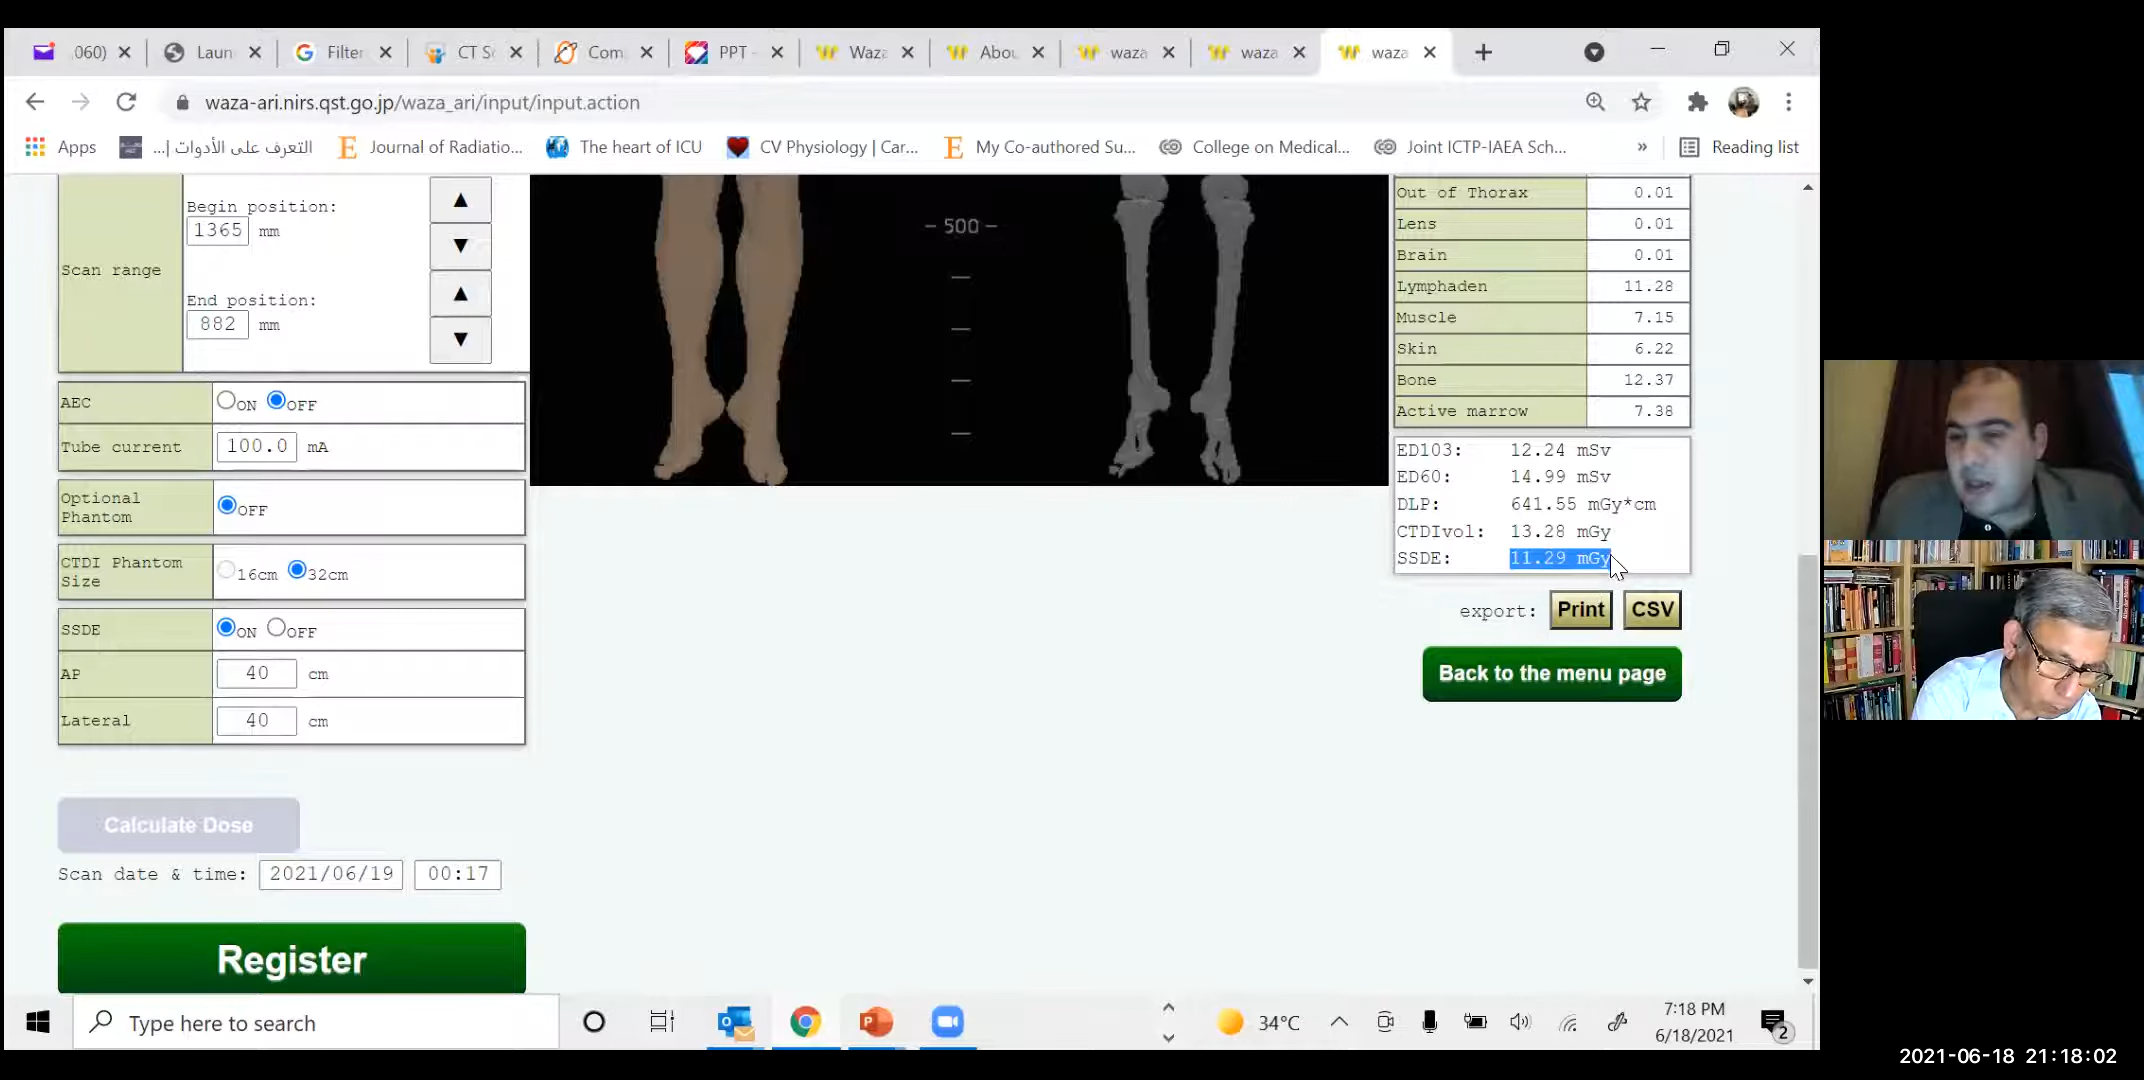 .060)
Laun
Filter
CT Sc
Com
PPT -
Waza
Abou
waza
waza
waza
waza-ari.nirs.qst.go.jp/waza_ari/input/input.action
Apps
التعرف على الأدوات |...
Journal of Radiatio...
The heart of ICU
CV Physiology | Car...
My Co-authored Su...
College on Medical...
Joint ICTP-IAEA Sch...
»
Reading list
Scan range
Begin position:
1365 mm
End position:
882 mm
AEC ON OFF
Tube current 100.0 mA
Optional
Phantom
OFF
CTDI Phantom
Size
16cm 32cm
SSDE ON OFF
AP 40 cm
Lateral 40 cm
Calculate Dose
Scan date & time: 2021/06/19 00:17
Register
– 500 –
Out of Thorax 0.01
Lens 0.01
Brain 0.01
Lymphaden 11.28
Muscle 7.15
Skin 6.22
Bone 12.37
Active marrow 7.38
ED103: 12.24 mSv
ED60: 14.99 mSv
DLP: 641.55 mGy*cm
CTDIvol: 13.28 mGy
SSDE: 11.29 mGy
export: Print CSV
Back to the menu page
Type here to search
34°C
7:18 PM
6/18/2021
2
2021-06-18 21:18:02